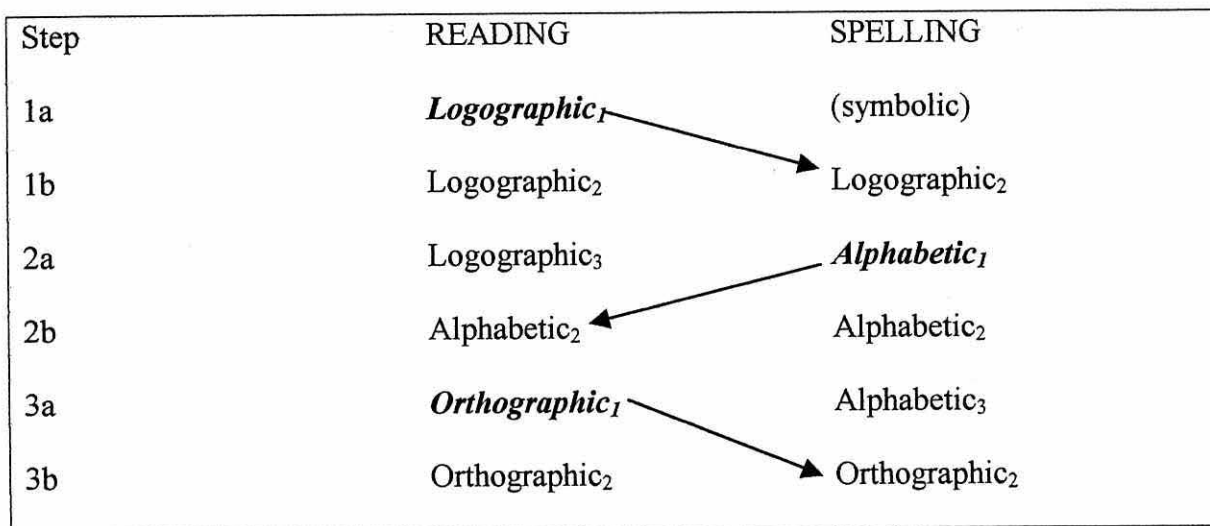 Step READING SPELLING
1a Logographic₁ (symbolic)
1b Logographic₂ Logographic₂
2a Logographic₃ Alphabetic₁
2b Alphabetic₂ Alphabetic₂
3a Orthographic₁ Alphabetic₃
3b Orthographic₂ Orthographic₂